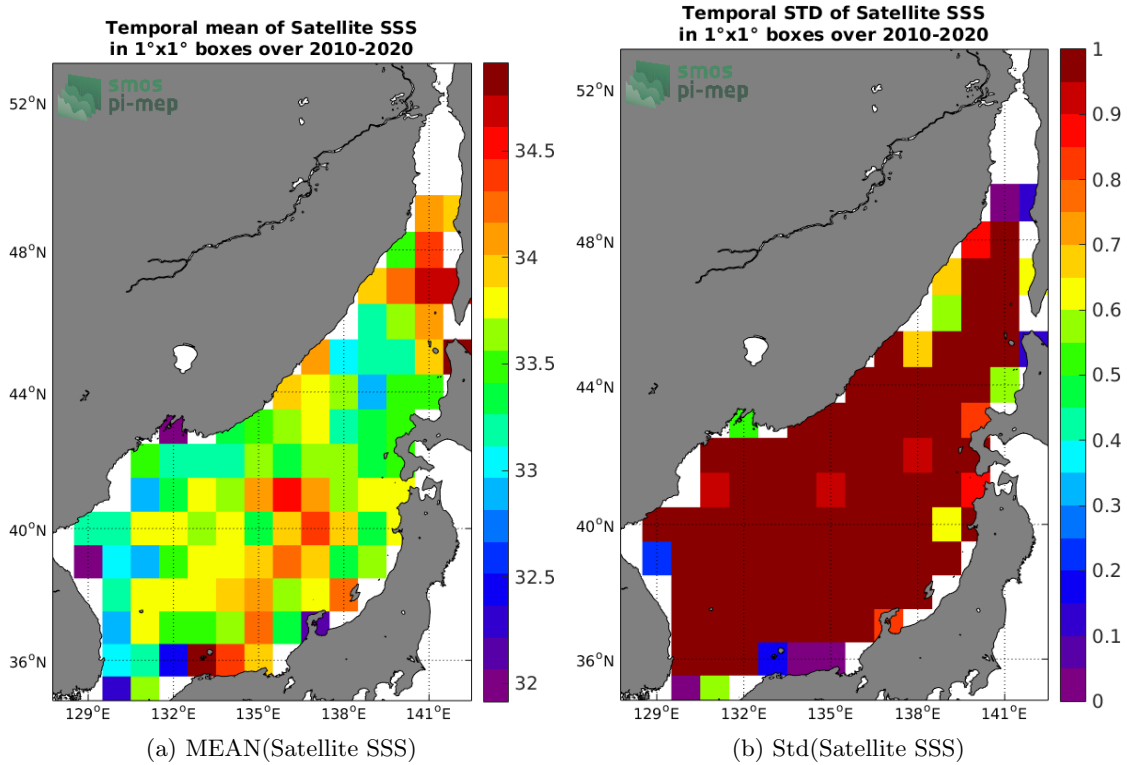 Temporal mean of Satellite SSS
in 1°x1° boxes over 2010-2020
smos
pi-mep
52°N
48°N
44°N
40°N
36°N
129°E
132°E
135°E
138°E
141°E
34.5
34
33.5
33
32.5
32
(a) MEAN(Satellite SSS)
Temporal STD of Satellite SSS
in 1°x1° boxes over 2010-2020
smos
pi-mep
52°N
48°N
44°N
40°N
36°N
129°E
132°E
135°E
138°E
141°E
1
0.9
0.8
0.7
0.6
0.5
0.4
0.3
0.2
0.1
0
(b) Std(Satellite SSS)